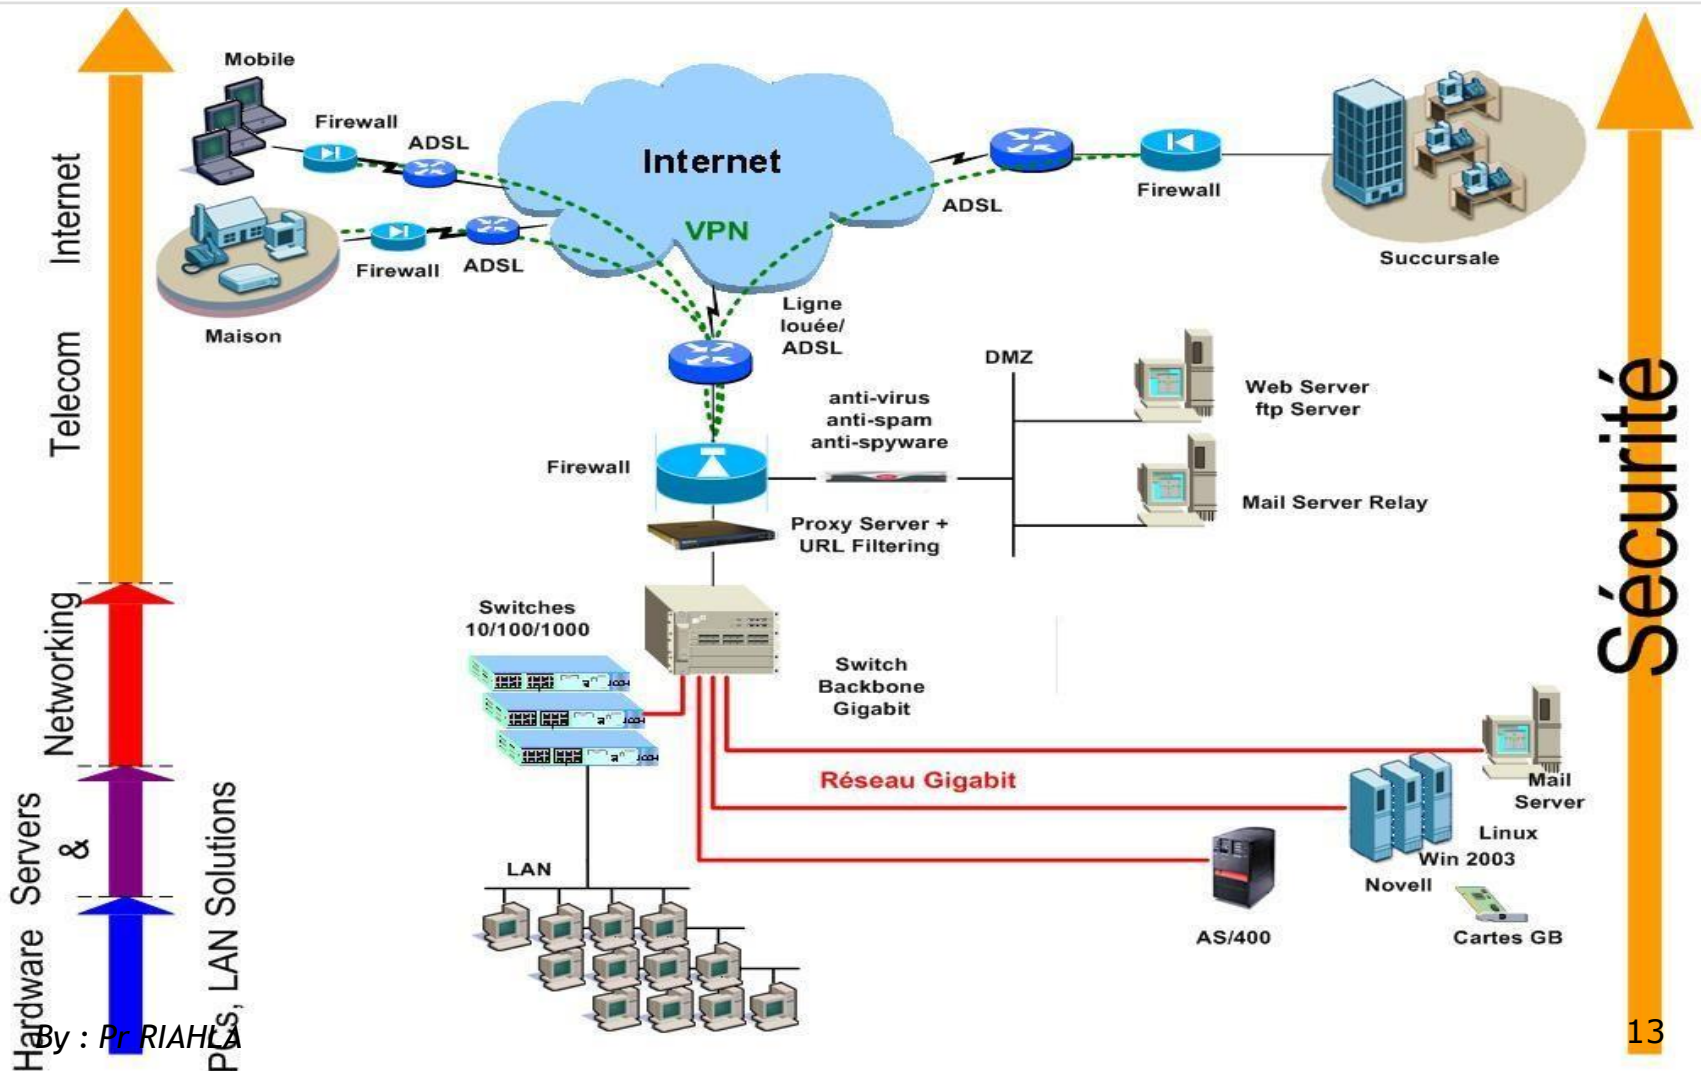 Mobile
Firewall
ADSL
Internet
VPN
ADSL
Firewall
Succursale
Firewall
ADSL
Maison
Ligne
louée/
ADSL
DMZ
Web Server
ftp Server
anti-virus
anti-spam
anti-spyware
Firewall
Mail Server Relay
Proxy Server +
URL Filtering
Switches
10/100/1000
Switch
Backbone
Gigabit
Réseau Gigabit
Mail
Server
Linux
Win 2003
Novell
LAN
AS/400
Cartes GB
Internet
Telecom
Networking
Hardware Servers
&
PCs, LAN Solutions
Sécurité
By : Pr RIAHLA
13